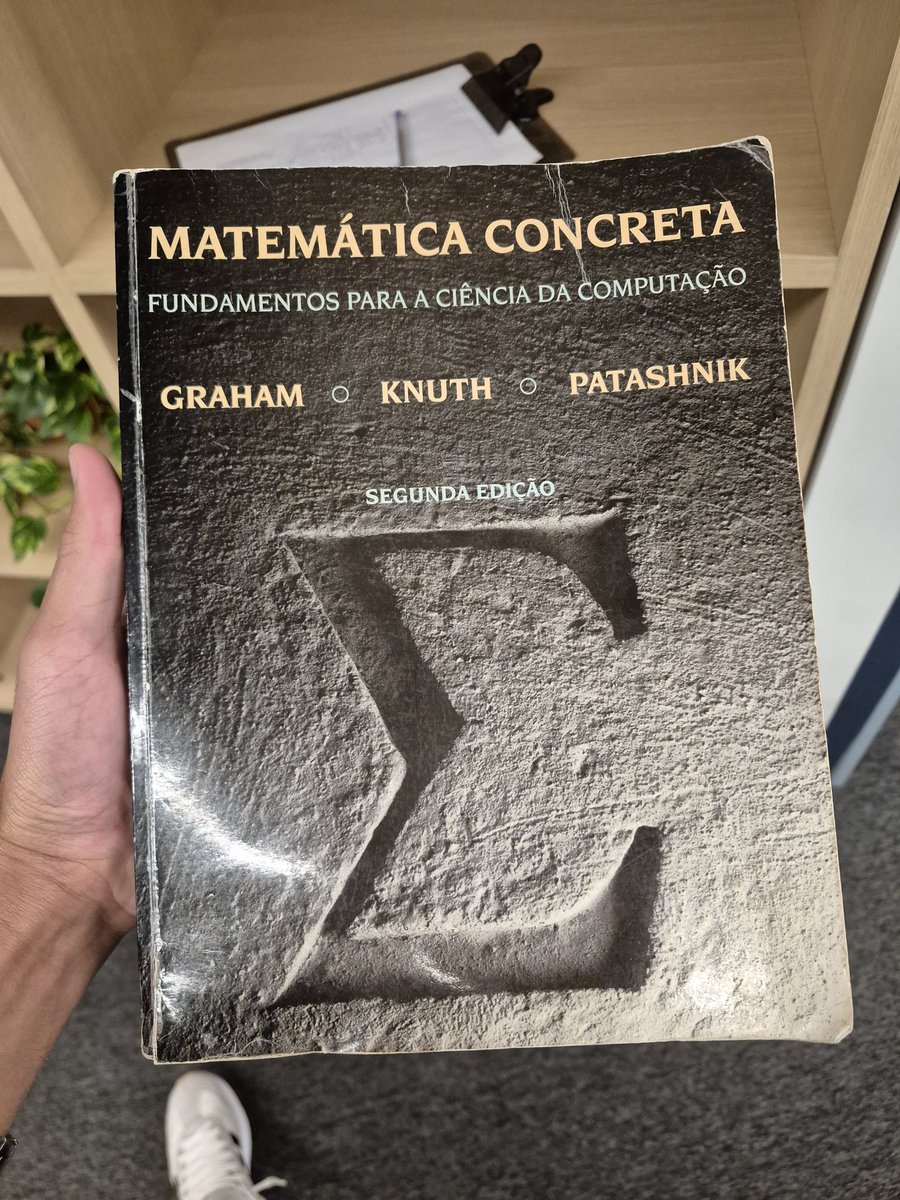 MATEMÁTICA CONCRETA
FUNDAMENTOS PARA A CIÊNCIA DA COMPUTAÇÃO
GRAHAM ○ KNUTH ○ PATASHNIK
SEGUNDA EDIÇÃO
Σ